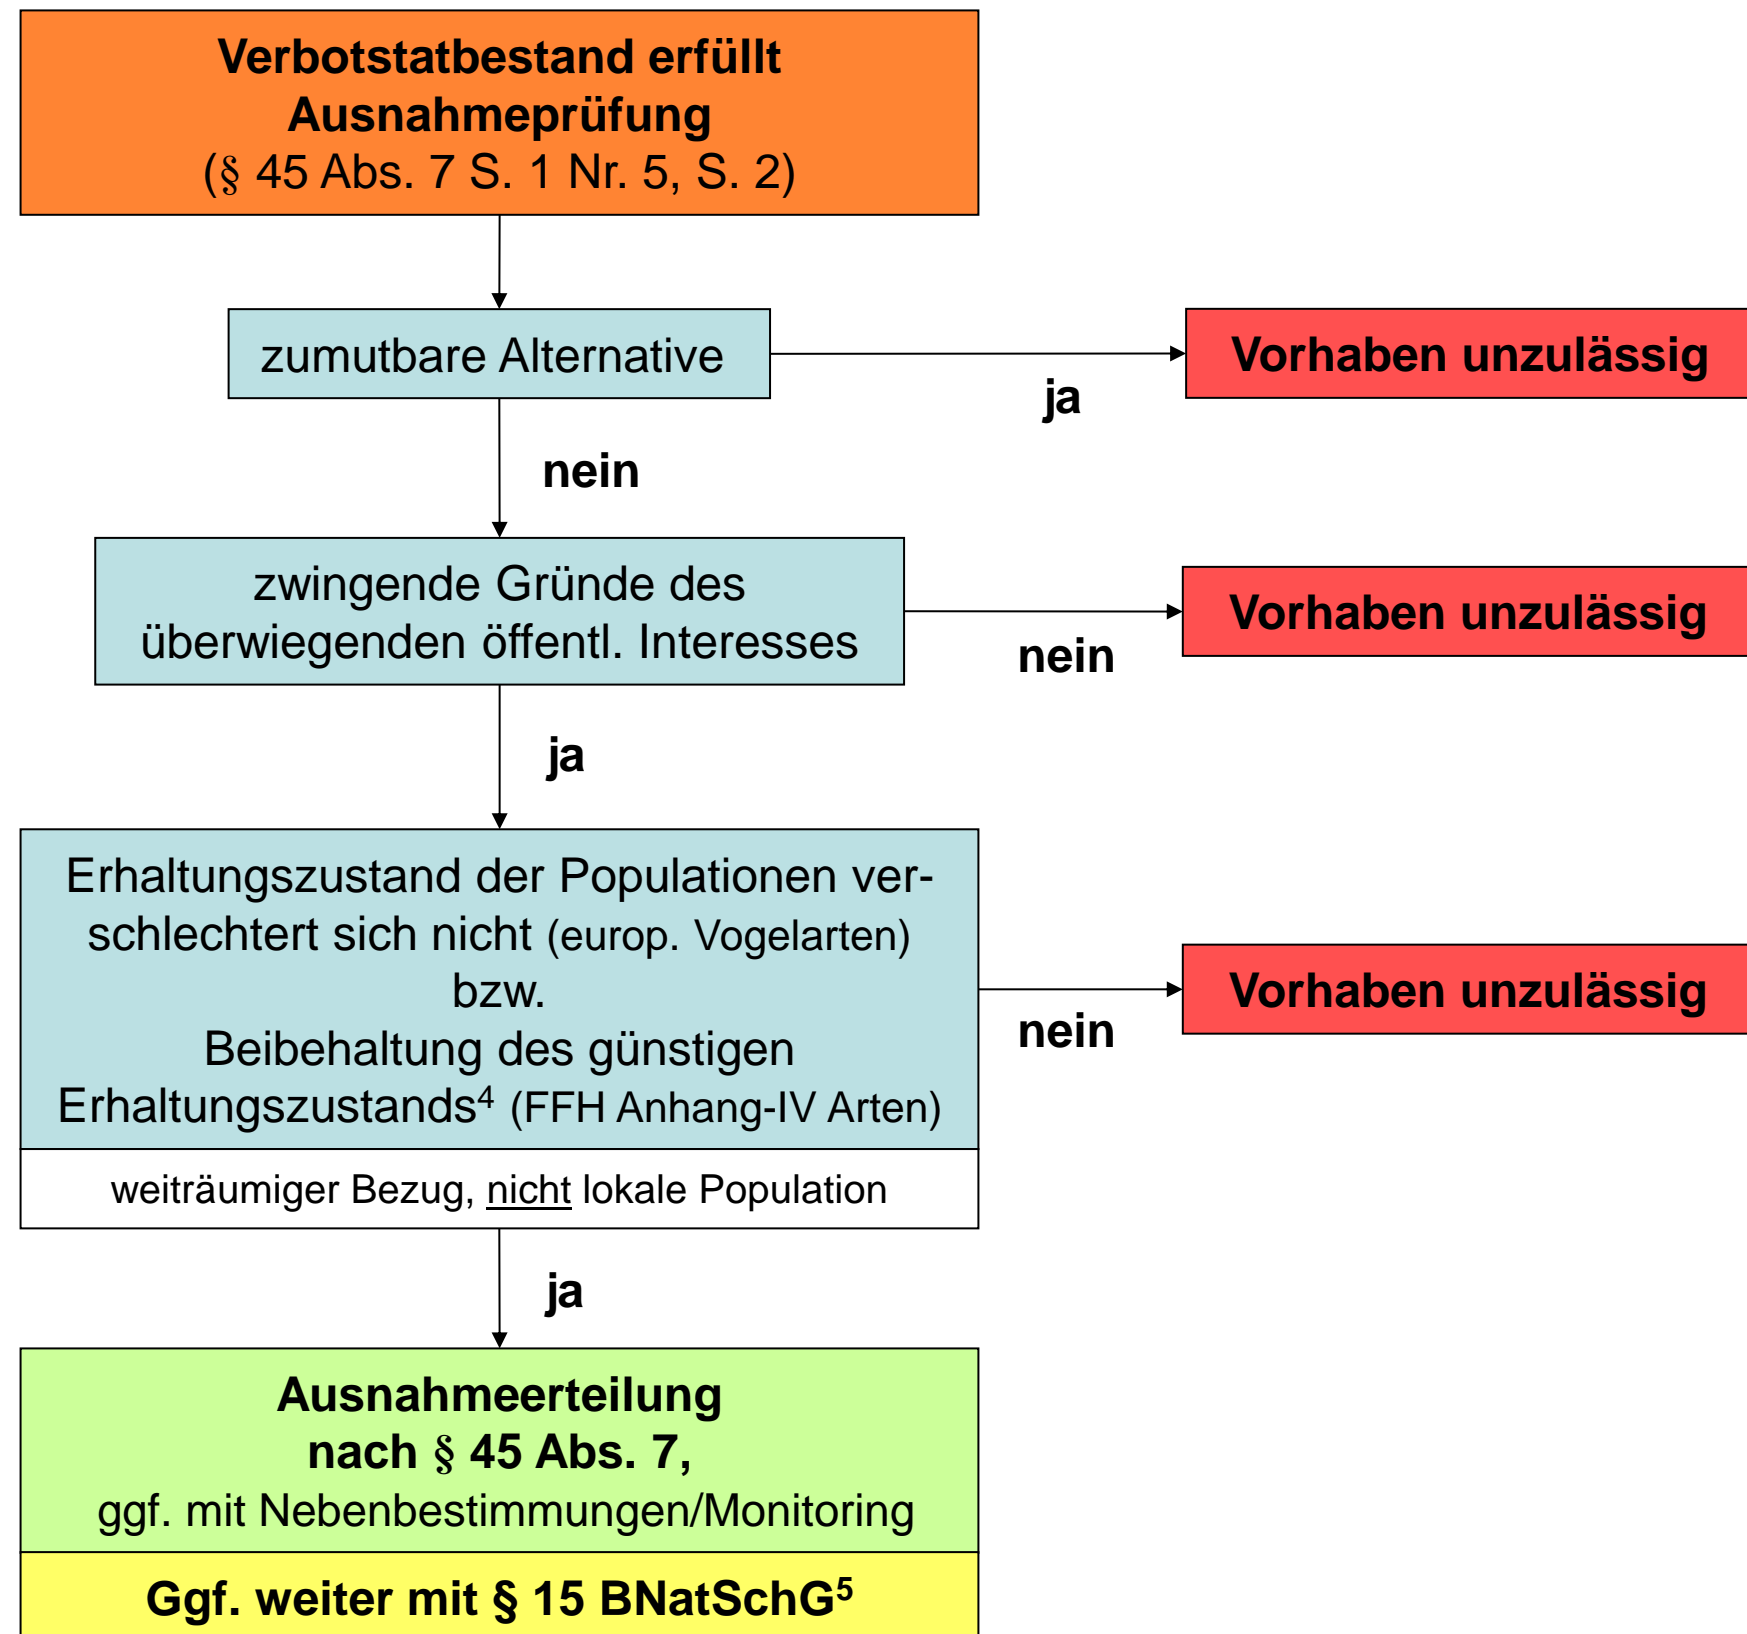 Verbotstatbestand erfüllt
Ausnahmeprüfung
(§ 45 Abs. 7 S. 1 Nr. 5, S. 2)
zumutbare Alternative
Vorhaben unzulässig
ja
nein
zwingende Gründe des
überwiegenden öffentl. Interesses
Vorhaben unzulässig
nein
ja
Erhaltungszustand der Populationen ver-
schlechtert sich nicht (europ. Vogelarten)
bzw.
Beibehaltung des günstigen
Erhaltungszustands⁴ (FFH Anhang-IV Arten)
Vorhaben unzulässig
nein
weiträumiger Bezug, nicht lokale Population
ja
Ausnahmeerteilung
nach § 45 Abs. 7,
ggf. mit Nebenbestimmungen/Monitoring
Ggf. weiter mit § 15 BNatSchG⁵